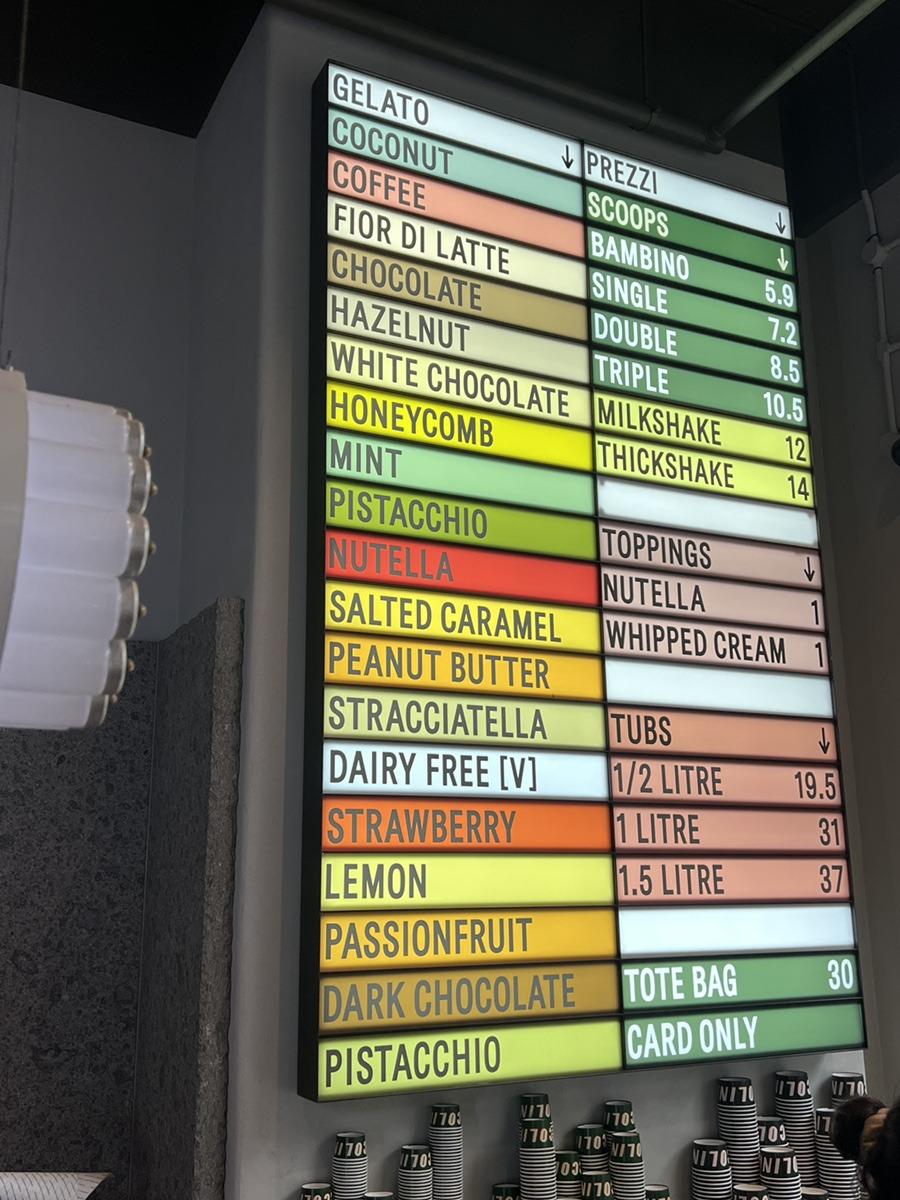 GELATO ↓
COCONUT
COFFEE
FIOR DI LATTE
CHOCOLATE
HAZELNUT
WHITE CHOCOLATE
HONEYCOMB
MINT
PISTACCHIO
NUTELLA
SALTED CARAMEL
PEANUT BUTTER
STRACCIATELLA
DAIRY FREE [V]
STRAWBERRY
LEMON
PASSIONFRUIT
DARK CHOCOLATE
PISTACCHIO
PREZZI ↓
SCOOPS ↓
BAMBINO 5.9
SINGLE 7.2
DOUBLE 8.5
TRIPLE 10.5
MILKSHAKE 12
THICKSHAKE 14
TOPPINGS ↓
NUTELLA 1
WHIPPED CREAM 1
TUBS ↓
1/2 LITRE 19.5
1 LITRE 31
1.5 LITRE 37
TOTE BAG 30
CARD ONLY